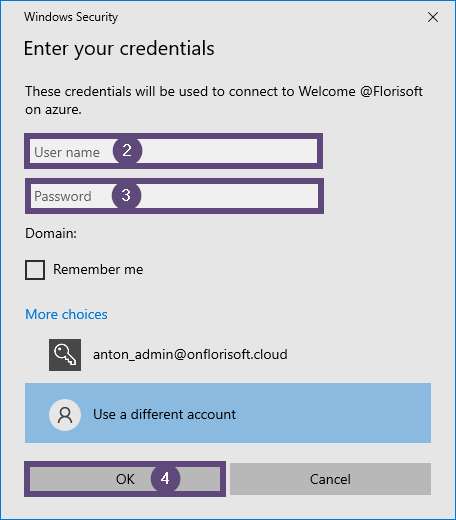 Windows Security
Enter your credentials
These credentials will be used to connect to Welcome @Florisoft
on azure.
User name 2
Password 3
Domain:
Remember me
More choices
anton_admin@onflorisoft.cloud
Use a different account
OK 4 Cancel